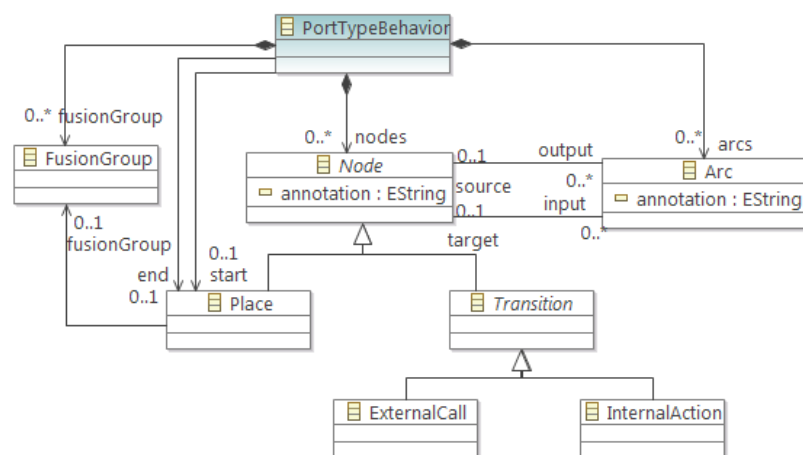 PortTypeBehavior
0..* fusionGroup
0..* nodes
0..* arcs
FusionGroup
Node
annotation : EString
0..1 output
source 0..*
0..1 input
target 0..*
Arc
annotation : EString
0..1
fusionGroup
end
0..1
0..1
start
Place
Transition
ExternalCall
InternalAction